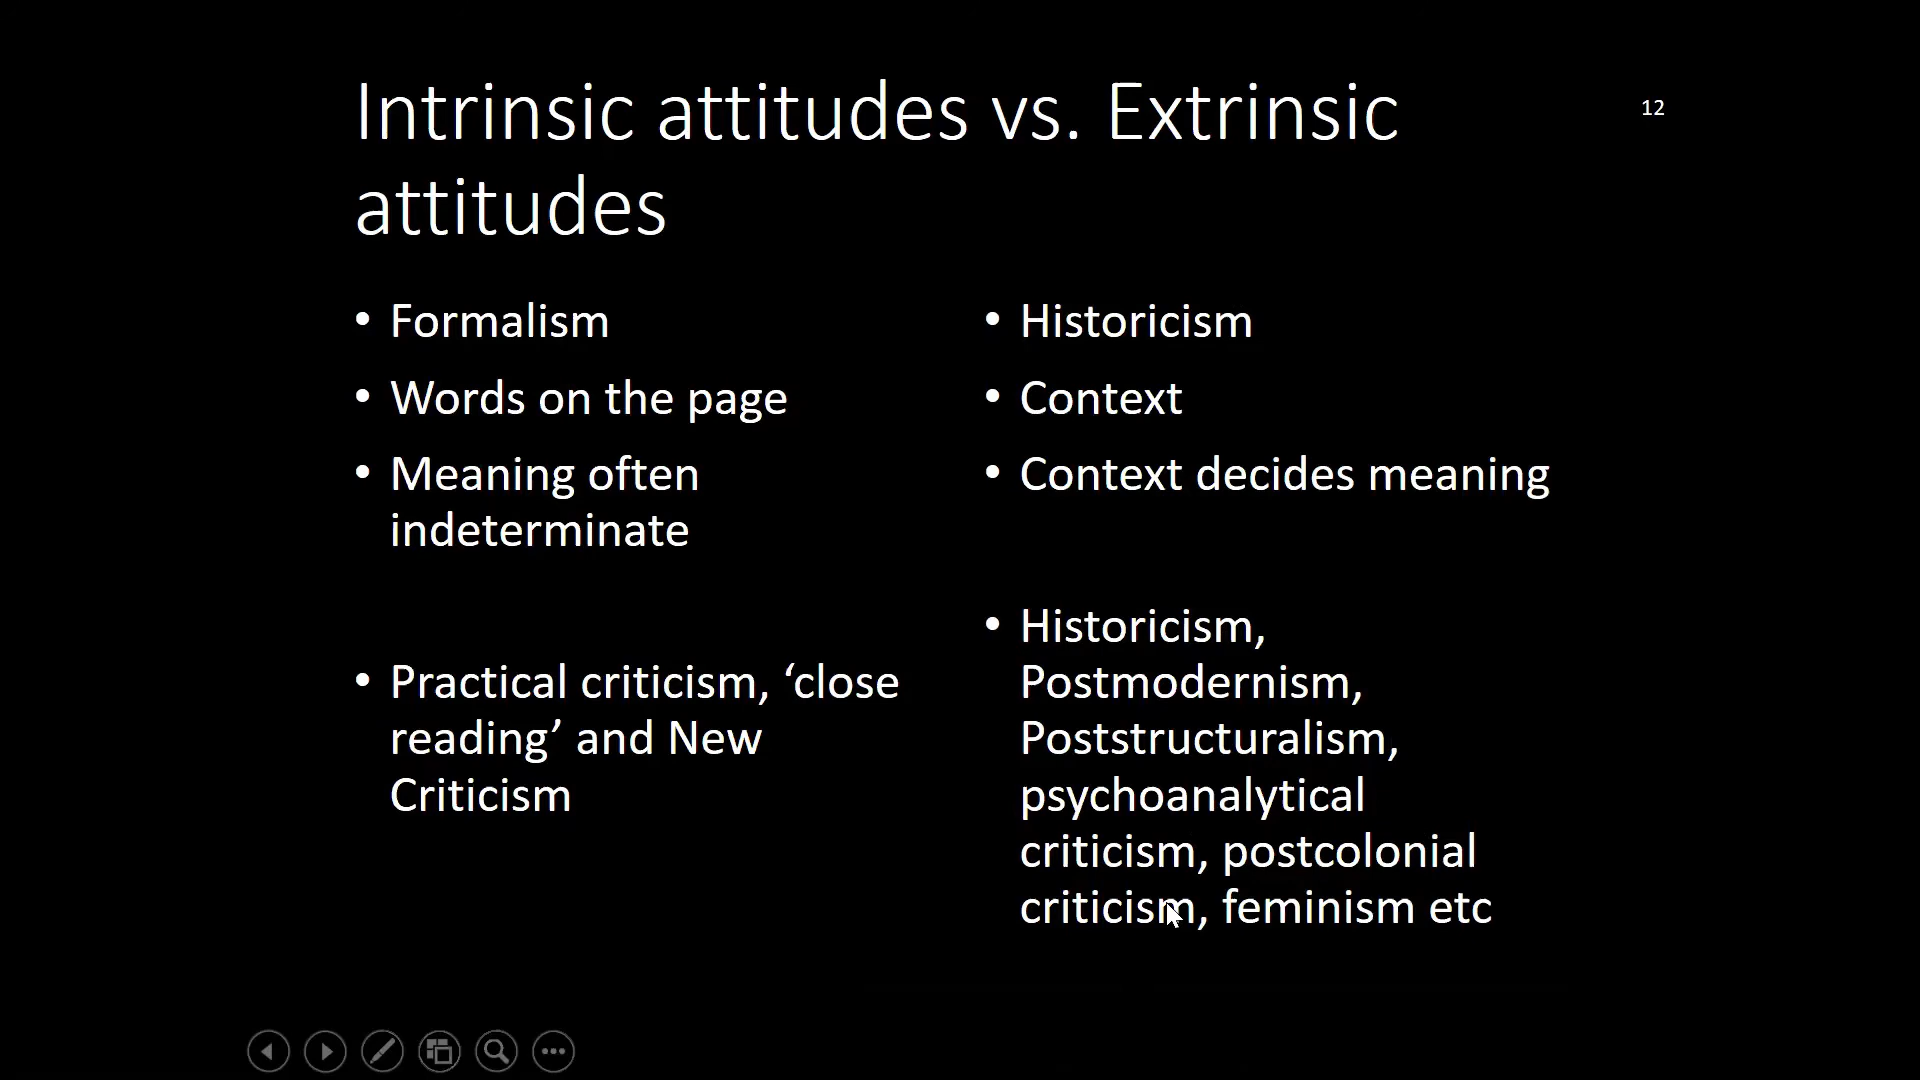 Intrinsic attitudes vs. Extrinsic
attitudes
12
• Formalism
• Words on the page
• Meaning often
indeterminate
• Practical criticism, ‘close
reading’ and New
Criticism
• Historicism
• Context
• Context decides meaning
• Historicism,
Postmodernism,
Poststructuralism,
psychoanalytical
criticism, postcolonial
criticism, feminism etc